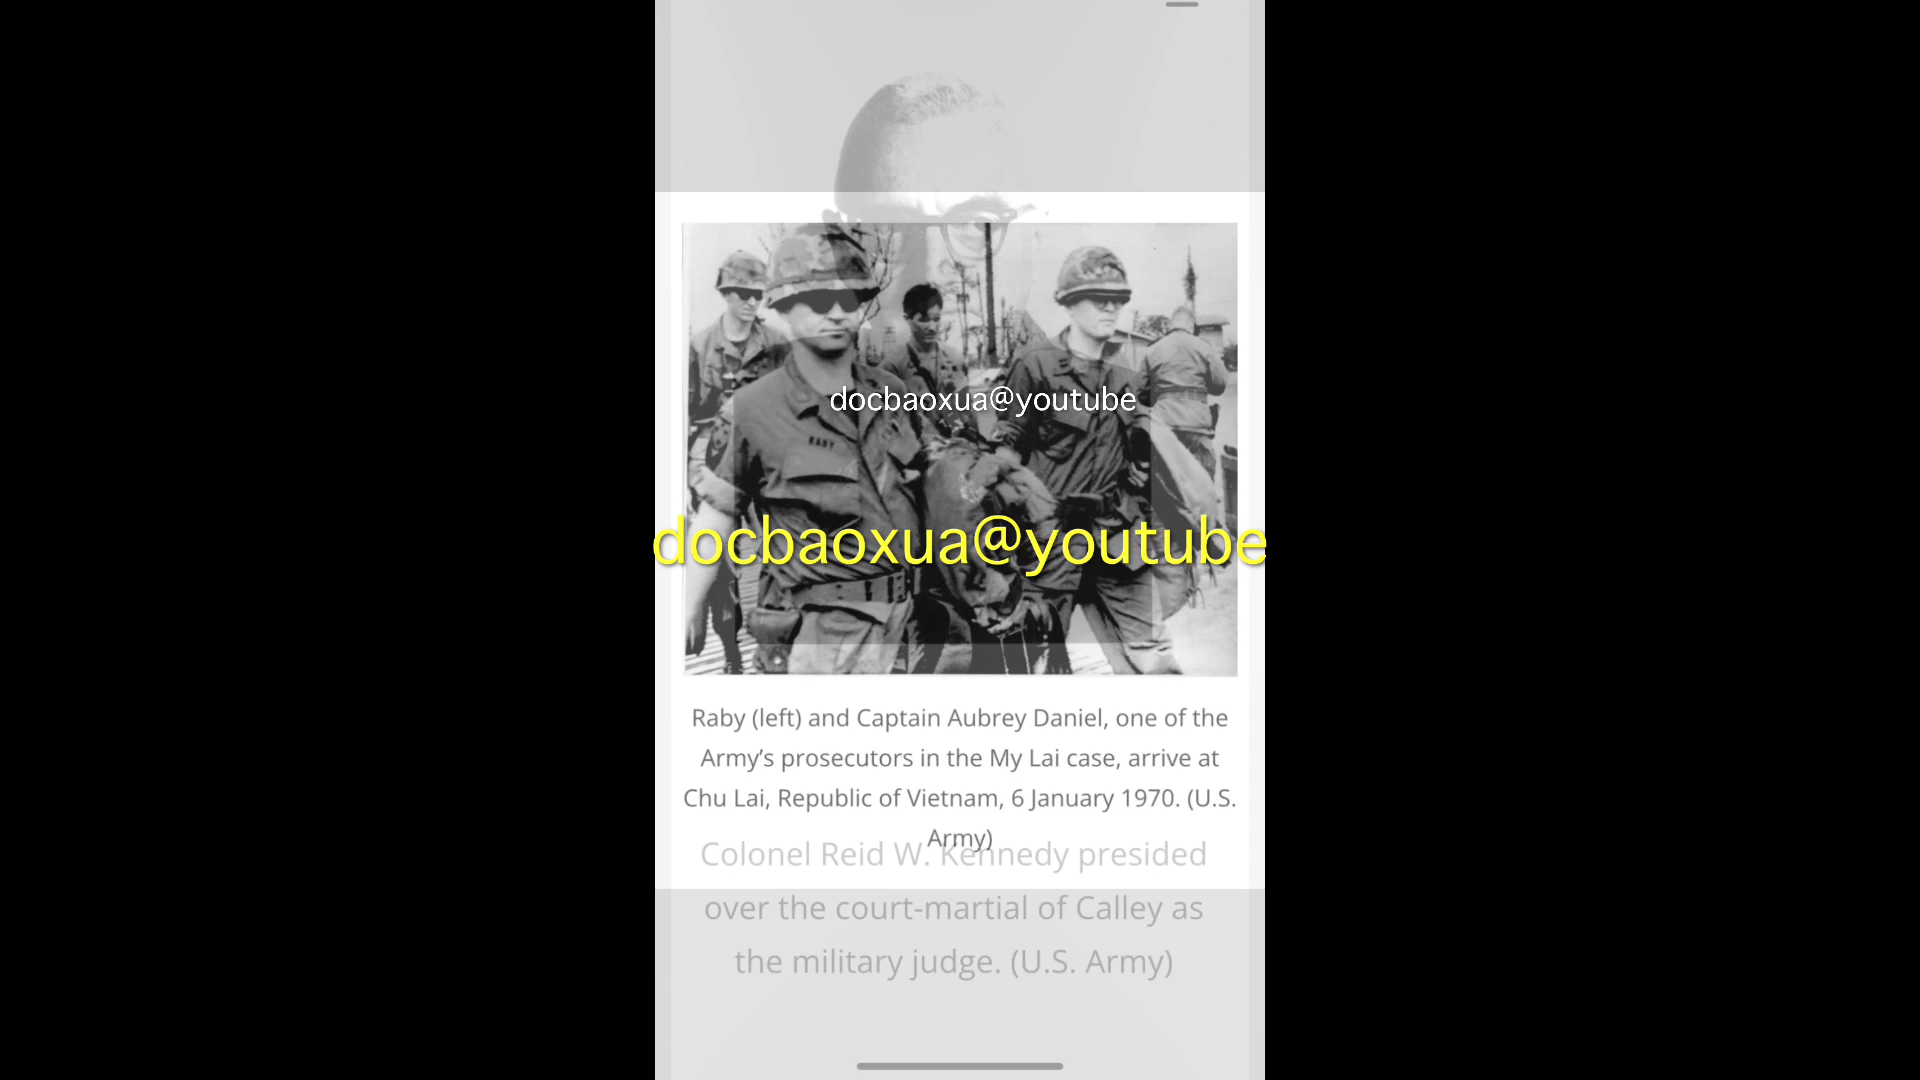 RABY
docbaoxua@youtube
docbaoxua@youtube
Raby (left) and Captain Aubrey Daniel, one of the
Army’s prosecutors in the My Lai case, arrive at
Chu Lai, Republic of Vietnam, 6 January 1970. (U.S.
Army)
Colonel Reid W. Kennedy presided
over the court-martial of Calley as
the military judge. (U.S. Army)